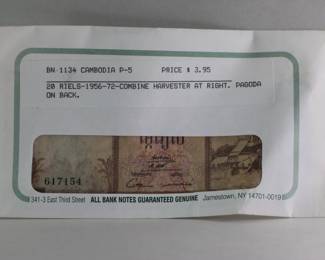 BN 1134 CAMBODIA P-5 PRICE $ 3.95
20 RIELS-1956-72-COMBINE HARVESTER AT RIGHT. PAGODA
ON BACK.
617154
341-3 East Third Street ALL BANK NOTES GUARANTEED GENUINE Jamestown, NY 14701-0019